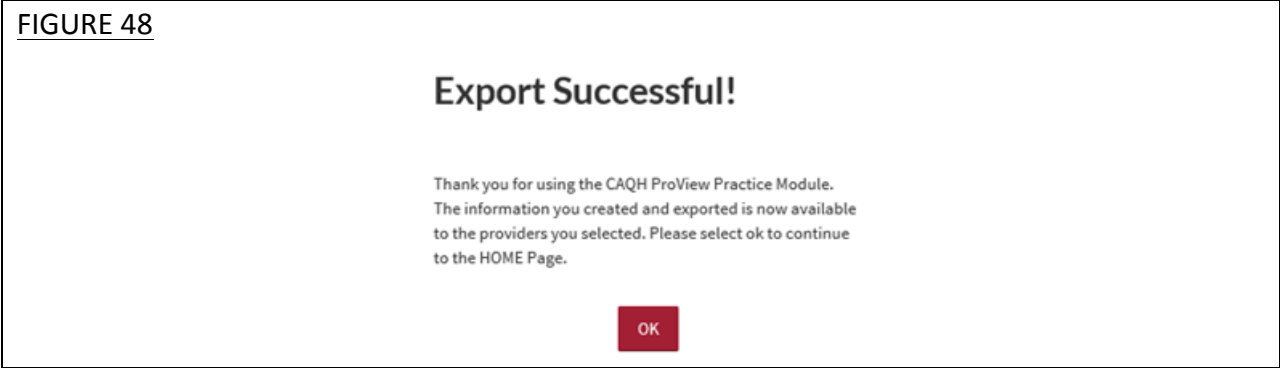 FIGURE 48
Export Successful!
Thank you for using the CAQH ProView Practice Module.
The information you created and exported is now available
to the providers you selected. Please select ok to continue
to the HOME Page.
OK